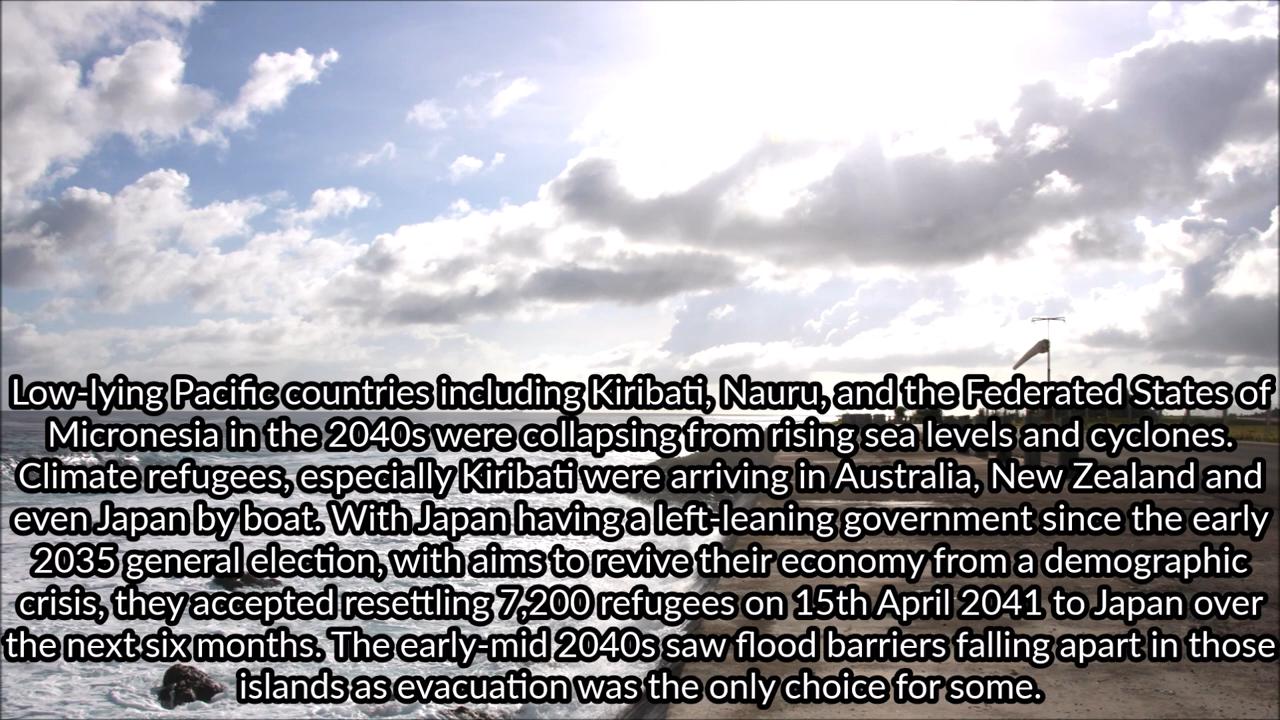 Low-lying Pacific countries including Kiribati, Nauru, and the Federated States of
Micronesia in the 2040s were collapsing from rising sea levels and cyclones.
Climate refugees, especially Kiribati were arriving in Australia, New Zealand and
even Japan by boat. With Japan having a left-leaning government since the early
2035 general election, with aims to revive their economy from a demographic
crisis, they accepted resettling 7,200 refugees on 15th April 2041 to Japan over
the next six months. The early-mid 2040s saw flood barriers falling apart in those
islands as evacuation was the only choice for some.